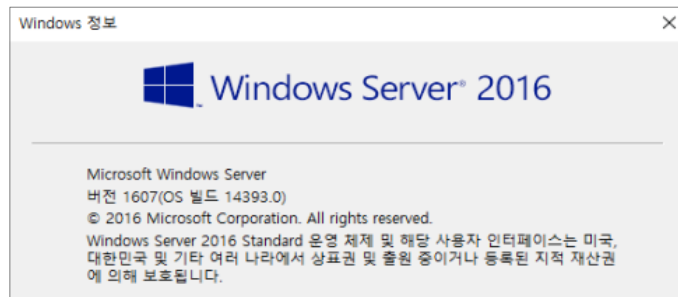 Windows 정보
Windows Server® 2016
Microsoft Windows Server
버전 1607(OS 빌드 14393.0)
© 2016 Microsoft Corporation. All rights reserved.
Windows Server 2016 Standard 운영 체제 및 해당 사용자 인터페이스는 미국,
대한민국 및 기타 여러 나라에서 상표권 및 출원 중이거나 등록된 지적 재산권
에 의해 보호됩니다.